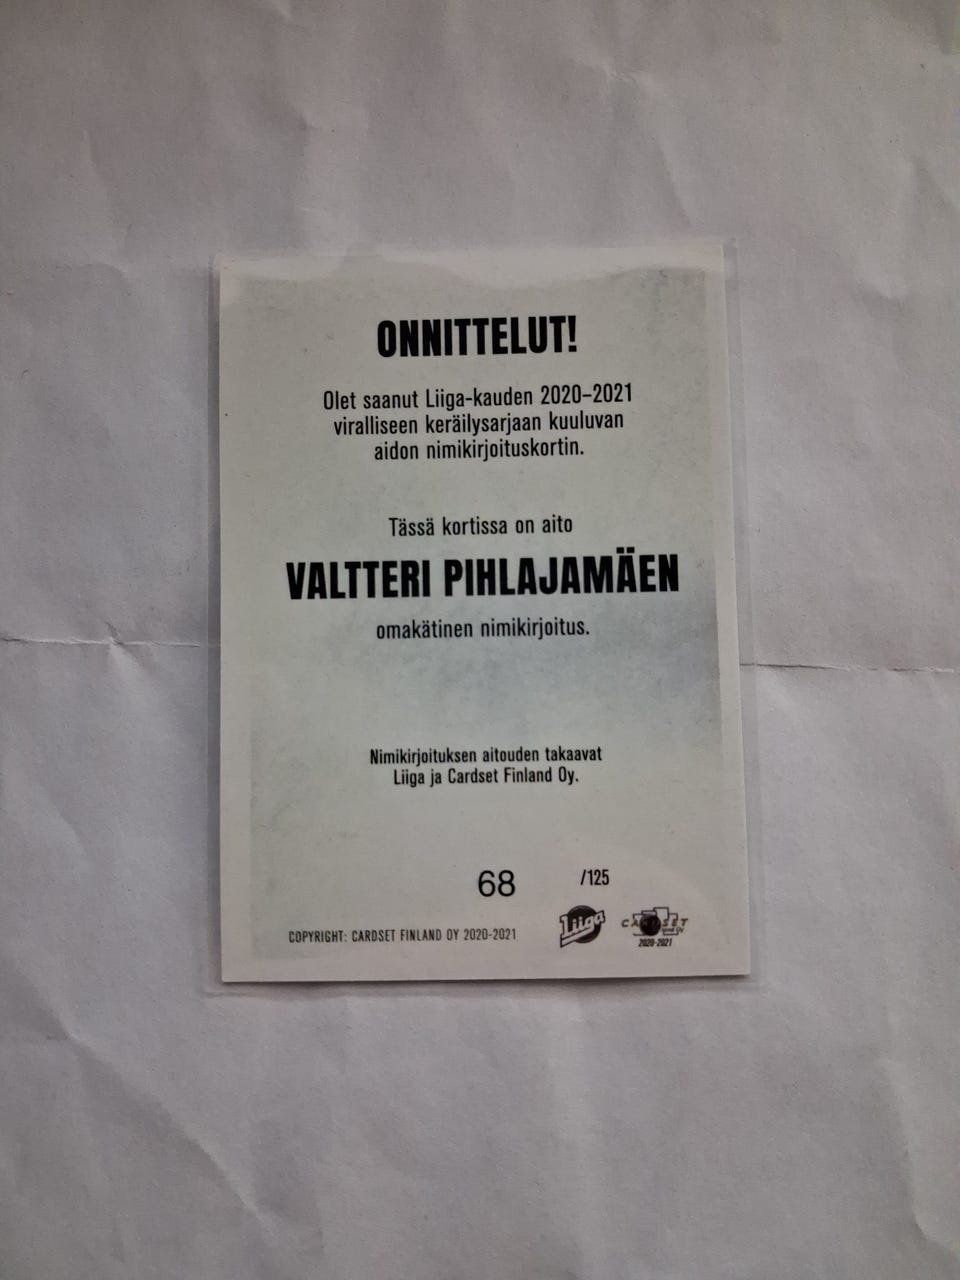 ONNITTELUT!
Olet saanut Liiga-kauden 2020–2021
viralliseen keräilysarjaan kuuluvan
aidon nimikirjoituskortin.
Tässä kortissa on aito
VALTTERI PIHLAJAMÄEN
omakätinen nimikirjoitus.
Nimikirjoituksen aitouden takaavat
Liiga ja Cardset Finland Oy.
68 /125
COPYRIGHT: CARDSET FINLAND OY 2020-2021
Liiga
CARDSET
2020-2021